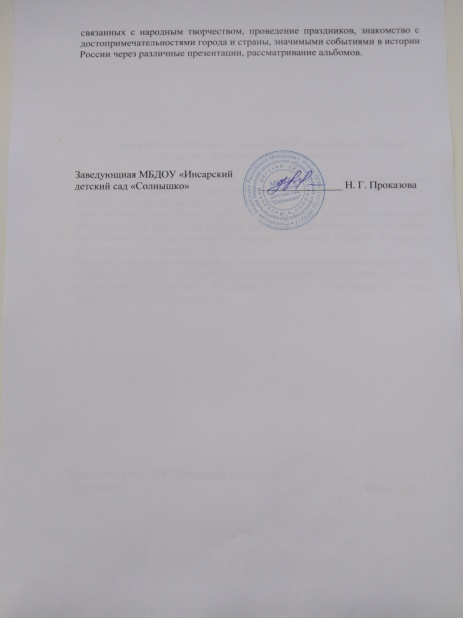 связанных с народным творчеством, проведение праздников, знакомство с
достопримечательностями города и страны, значимыми событиями в истории
России через различные презентации, рассматривание альбомов.
Заведующая МБДОУ «Инсарский
детский сад «Солнышко» Н. Г. Проказова